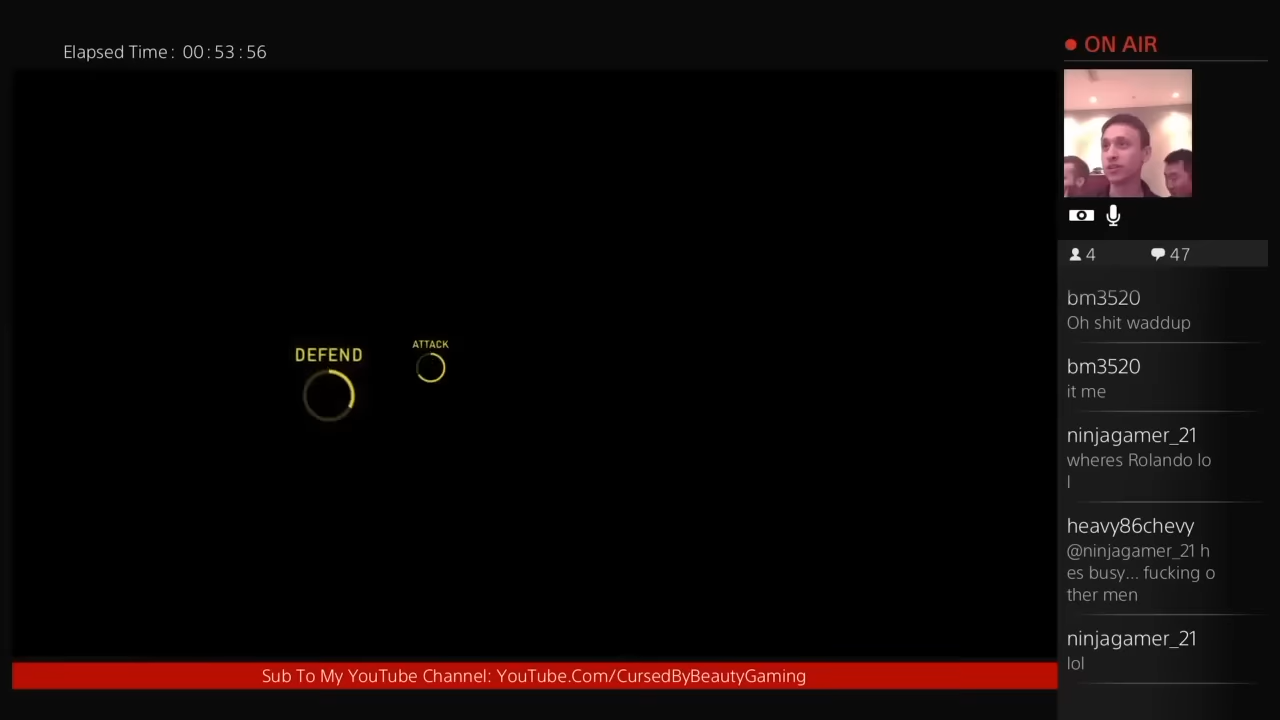 Elapsed Time: 00:53:56
ON AIR
4 47
bm3520
Oh shit waddup
bm3520
it me
ninjagamer_21
wheres Rolando lo
l
heavy86chevy
@ninjagamer_21 h
es busy... fucking o
ther men
ninjagamer_21
lol
DEFEND
ATTACK
Sub To My YouTube Channel: YouTube.Com/CursedByBeautyGaming